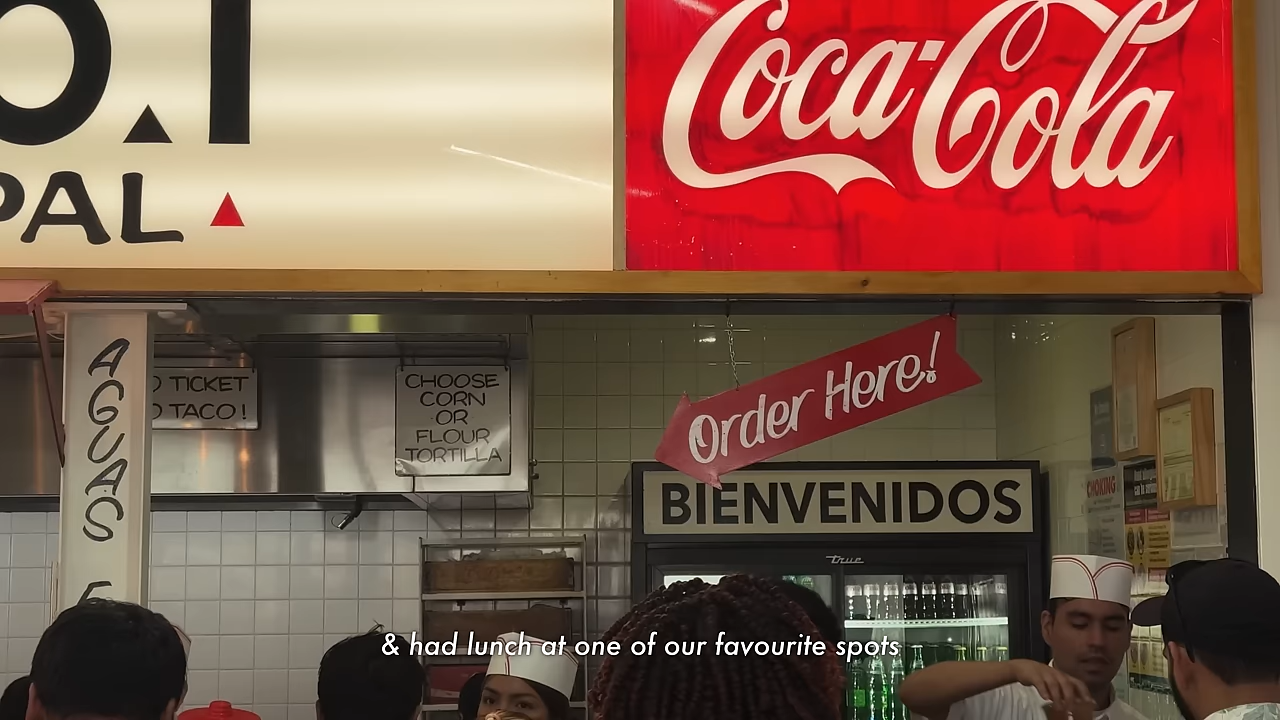 O.1
PAL
Coca-Cola
AGUAS
TICKET
TACO!
CHOOSE
CORN
OR
FLOUR
TORTILLA
Order Here!
BIENVENIDOS
True
CHOKING
& had lunch at one of our favourite spots